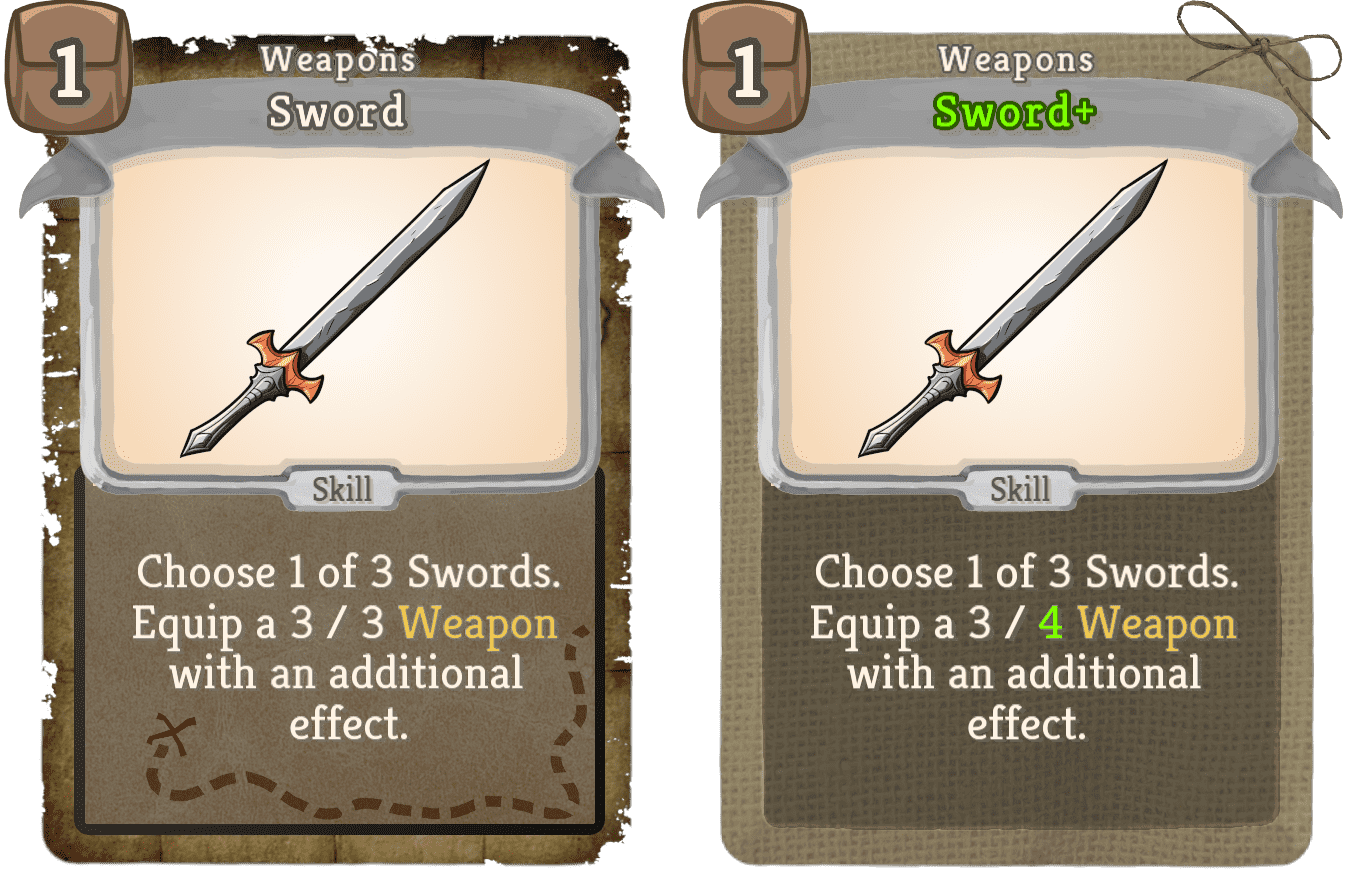 1
Weapons
Sword
Skill
Choose 1 of 3 Swords.
Equip a 3 / 3 Weapon
with an additional
effect.
1
Weapons
Sword+
Skill
Choose 1 of 3 Swords.
Equip a 3 / 4 Weapon
with an additional
effect.